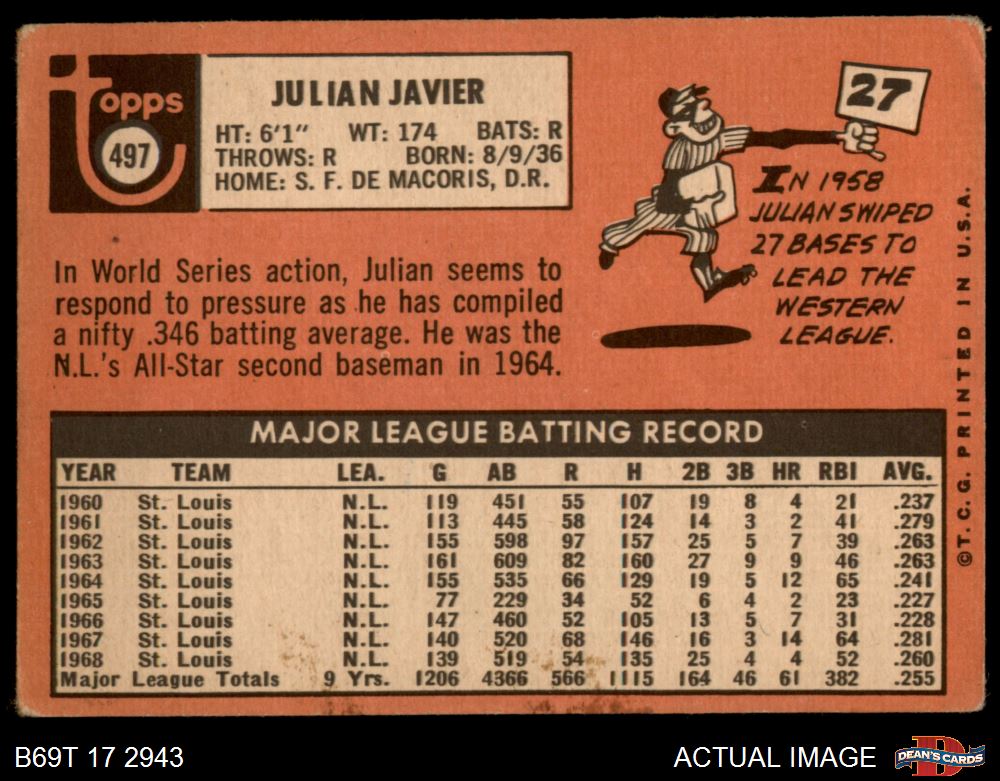 topps
497
JULIAN JAVIER
HT: 6'1" WT: 174 BATS: R
THROWS: R BORN: 8/9/36
HOME: S. F. DE MACORIS, D.R.
27
IN 1958
JULIAN SWIPED
27 BASES TO
LEAD THE
WESTERN
LEAGUE.
In World Series action, Julian seems to
respond to pressure as he has compiled
a nifty .346 batting average. He was the
N.L.'s All-Star second baseman in 1964.
MAJOR LEAGUE BATTING RECORD
YEAR TEAM LEA. G AB R H 2B 3B HR RBI AVG.
1960 St. Louis N.L. 119 451 55 107 19 8 4 21 .237
1961 St. Louis N.L. 113 445 58 124 14 3 2 41 .279
1962 St. Louis N.L. 155 598 97 157 25 5 7 39 .263
1963 St. Louis N.L. 161 609 82 160 27 9 9 46 .263
1964 St. Louis N.L. 155 535 66 129 19 5 12 65 .241
1965 St. Louis N.L. 77 229 34 52 6 4 2 23 .227
1966 St. Louis N.L. 147 460 52 105 13 5 7 31 .228
1967 St. Louis N.L. 140 520 68 146 16 3 14 64 .281
1968 St. Louis N.L. 139 519 54 135 25 4 4 52 .260
Major League Totals 9 Yrs. 1206 4366 566 1115 164 46 61 382 .255
©T.C.G. PRINTED IN U.S.A.
B69T 17 2943
ACTUAL IMAGE
DEAN'S CARDS